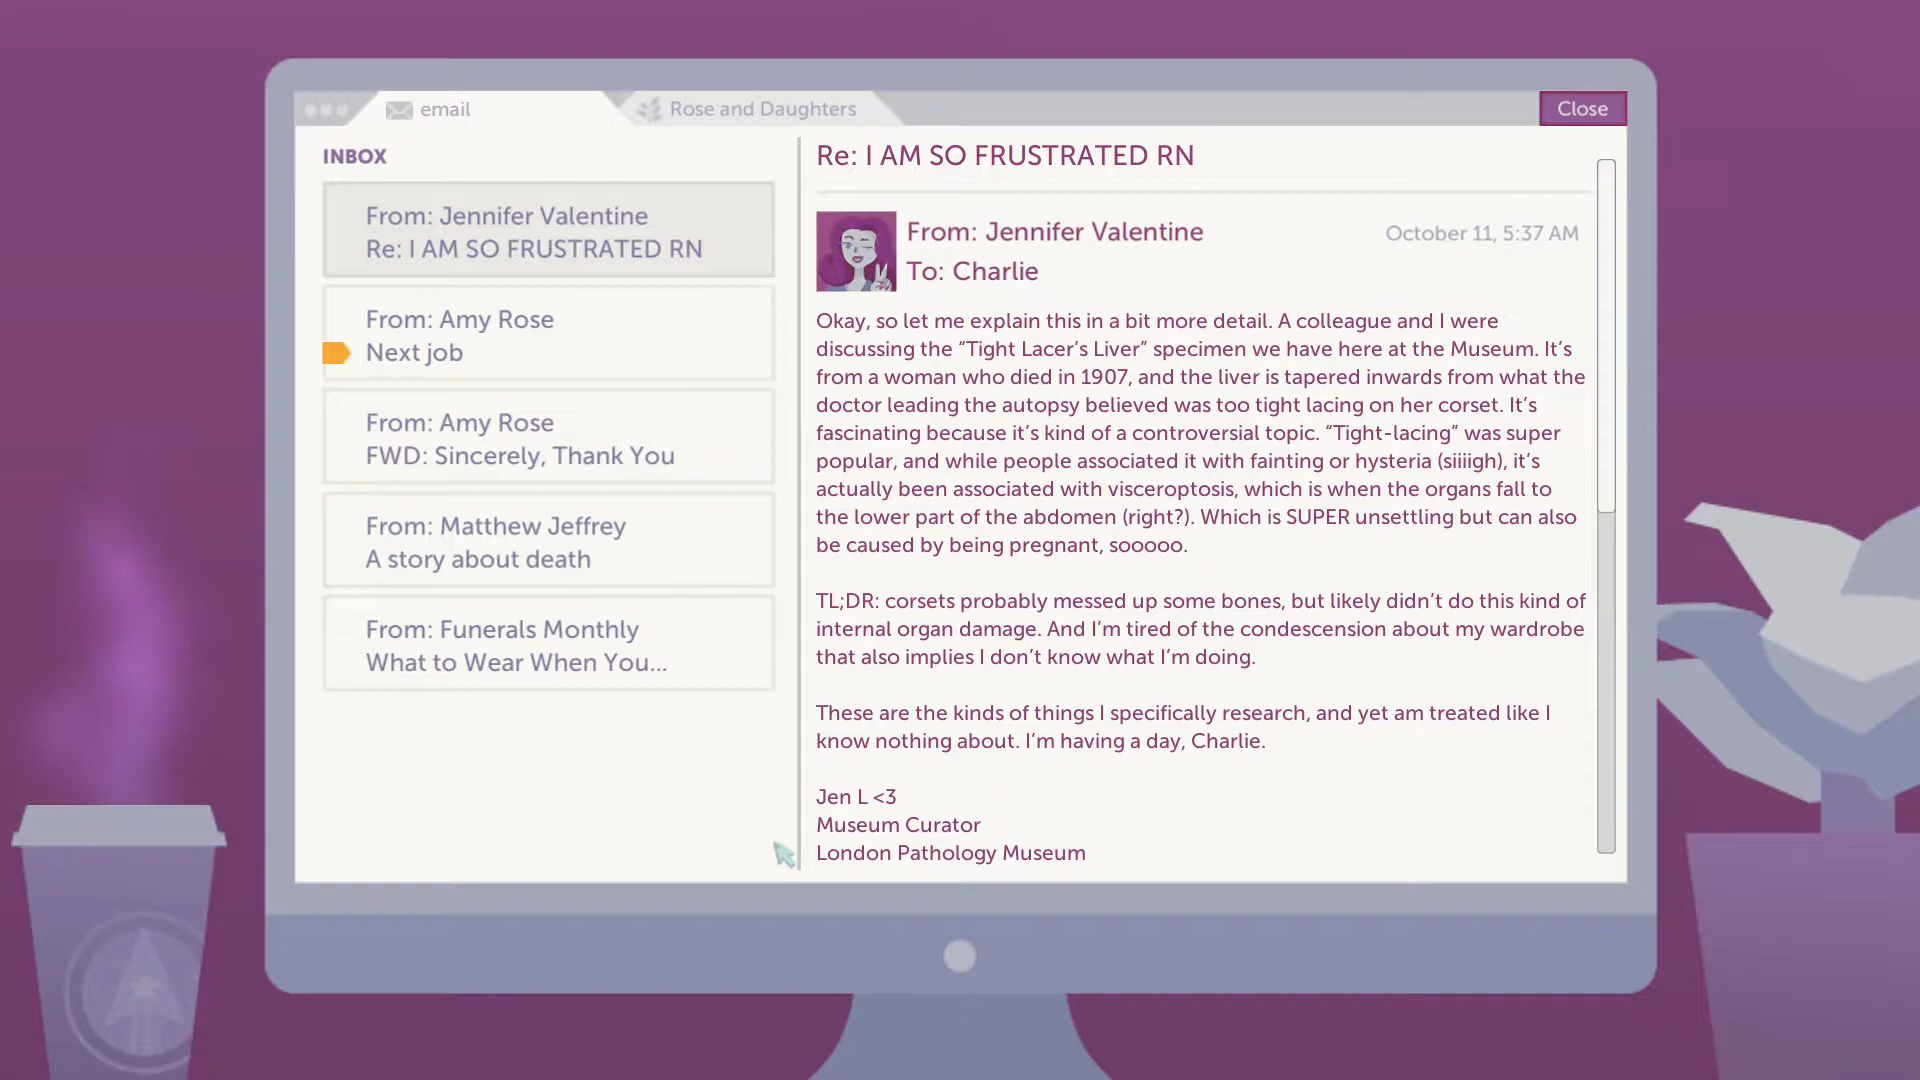 email
Rose and Daughters
Close
INBOX
From: Jennifer Valentine
Re: I AM SO FRUSTRATED RN
From: Amy Rose
Next job
From: Amy Rose
FWD: Sincerely, Thank You
From: Matthew Jeffrey
A story about death
From: Funerals Monthly
What to Wear When You...
Re: I AM SO FRUSTRATED RN
From: Jennifer Valentine
October 11, 5:37 AM
To: Charlie
Okay, so let me explain this in a bit more detail. A colleague and I were
discussing the “Tight Lacer’s Liver” specimen we have here at the Museum. It’s
from a woman who died in 1907, and the liver is tapered inwards from what the
doctor leading the autopsy believed was too tight lacing on her corset. It’s
fascinating because it’s kind of a controversial topic. “Tight-lacing” was super
popular, and while people associated it with fainting or hysteria (siiiigh), it’s
actually been associated with visceroptosis, which is when the organs fall to
the lower part of the abdomen (right?). Which is SUPER unsettling but can also
be caused by being pregnant, sooooo.
TL;DR: corsets probably messed up some bones, but likely didn’t do this kind of
internal organ damage. And I’m tired of the condescension about my wardrobe
that also implies I don’t know what I’m doing.
These are the kinds of things I specifically research, and yet am treated like I
know nothing about. I’m having a day, Charlie.
Jen L <3
Museum Curator
London Pathology Museum